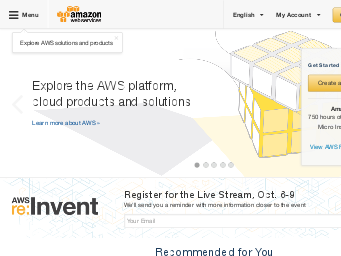 Menu
amazon
web services
English
My Account
Explore AWS solutions and products
Get Started
Create a
Explore the AWS platform,
cloud products and solutions
Learn more about AWS »
750 hours of
Micro
View AWS
AWS
re:Invent
Register for the Live Stream, Oct. 6-9
We'll send you a reminder with more information closer to the event
Your Email
Recommended for You